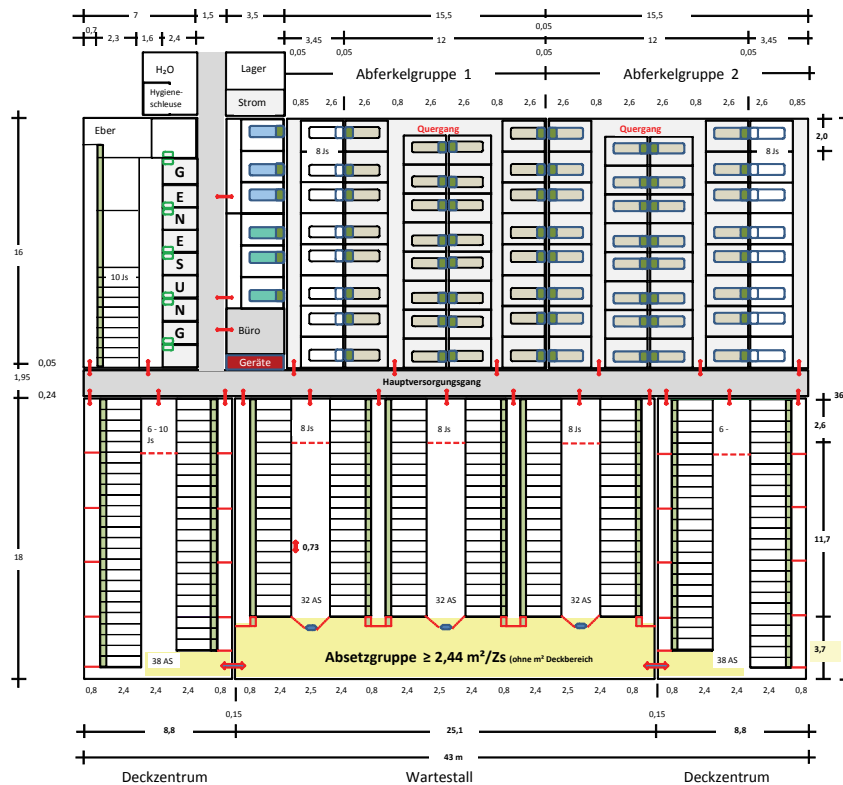 7 1,5 3,5 15,5 15,5
0,7 2,3 1,6 2,4 3,45 12 12 3,45
0,05 0,05 0,05 0,05
H₂O Lager Abferkelgruppe 1 Abferkelgruppe 2
Hygiene-
schleuse Strom
0,85 2,6 2,6 2,6 2,6 2,6 2,6 2,6 2,6 2,6 2,6 0,85
Eber Quergang Quergang 2,0
8 Js 8 Js
G
E
N
16 E
10 Js S
U
N Büro
G
0,05 Geräte
1,95 Hauptversorgungsgang
0,24 36
6 - 10
Js 8 Js 8 Js 8 Js 6 - 2,6
18 0,73 11,7
32 AS 32 AS 32 AS
Absetzgruppe ≥ 2,44 m²/Zs (ohne m² Deckbereich 3,7
38 AS 38 AS
0,8 2,4 2,4 2,4 0,8 0,8 2,4 2,5 2,4 0,8 2,4 2,5 2,4 0,8 2,4 2,5 2,4 0,8 0,8 2,4 2,4 2,4 0,8
0,15 0,15
8,8 25,1 8,8
43 m
Deckzentrum Wartestall Deckzentrum